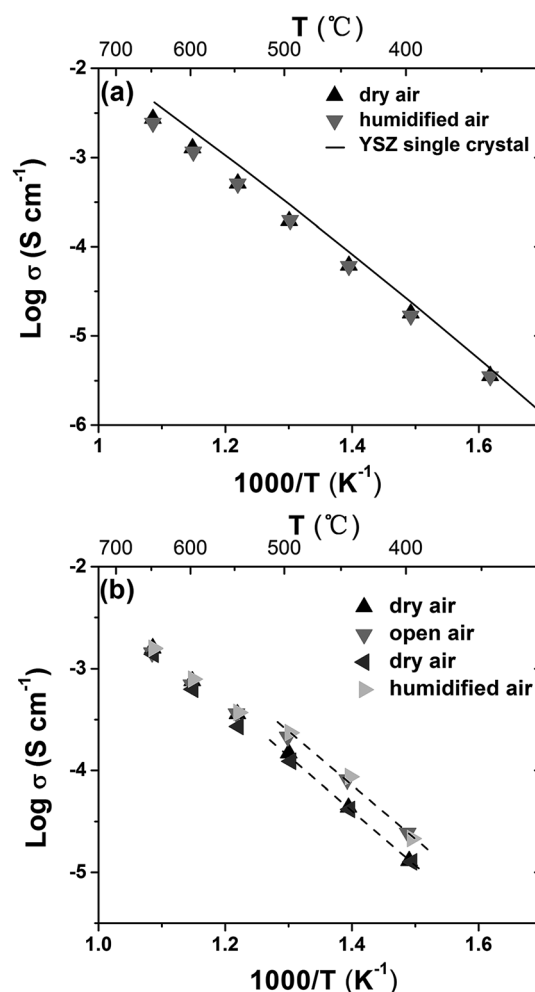 T (℃)
700 600 500 400
-2
(a)
dry air
humidified air
YSZ single crystal
-3
-4
-5
-6
Log σ (S cm⁻¹)
1 1.2 1.4 1.6
1000/T (K⁻¹)
T (℃)
700 600 500 400
-2
(b)
dry air
open air
dry air
humidified air
-3
-4
-5
Log σ (S cm⁻¹)
1.0 1.2 1.4 1.6
1000/T (K⁻¹)